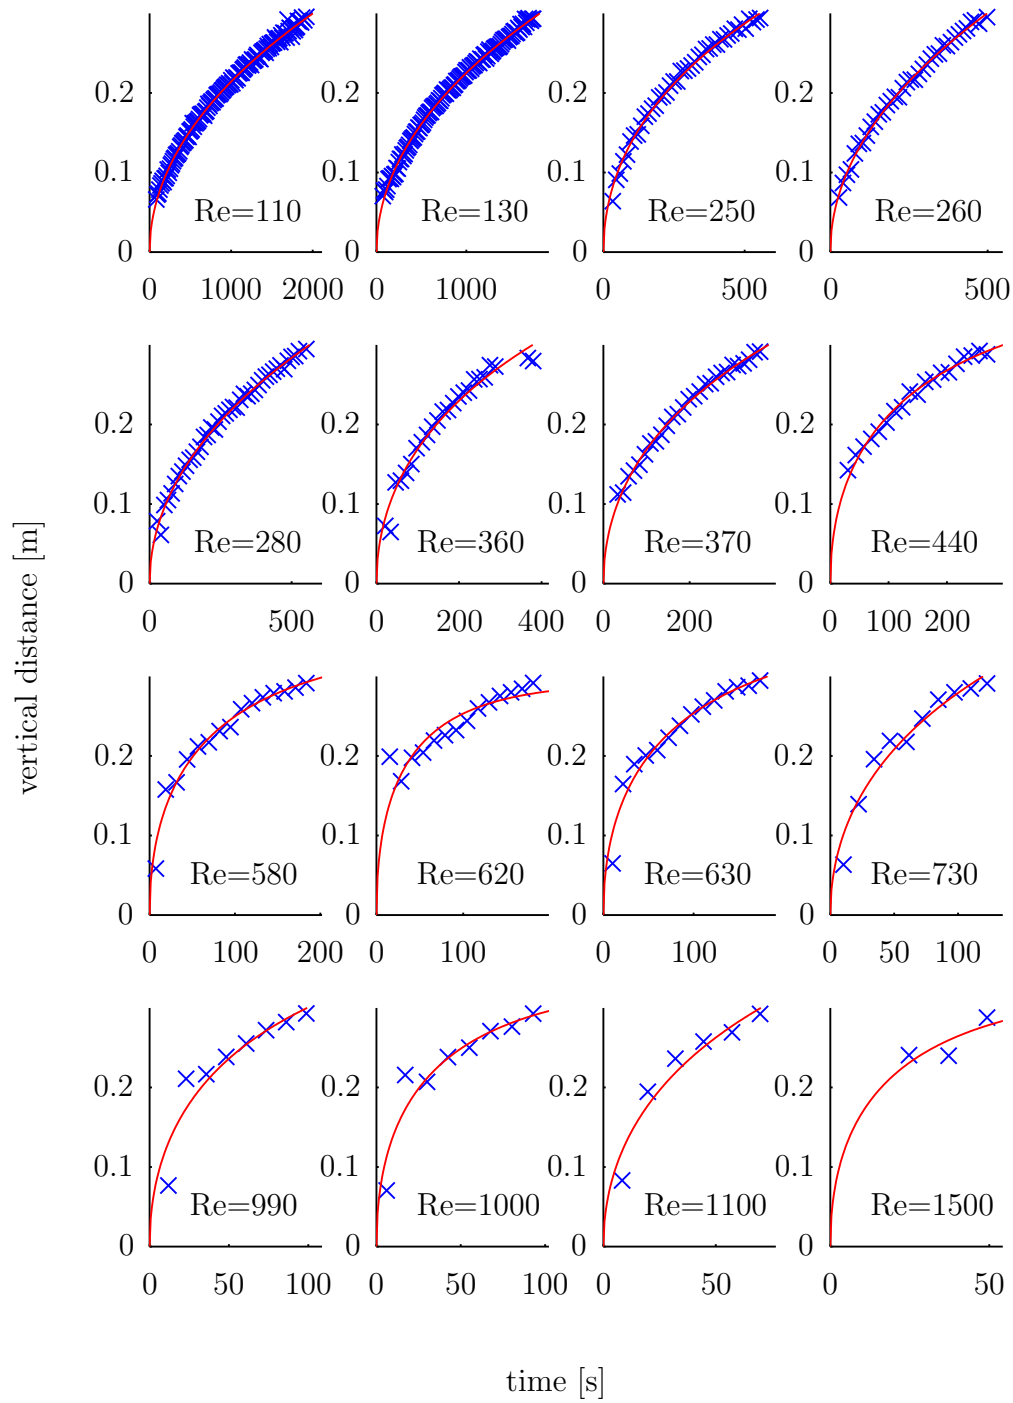 0.2
0.2
0.2
0.2
0.1
0.1
0.1
0.1
Re=110
Re=130
Re=250
Re=260
0
0
0
0
0 1000 2000
0 1000
0 500
0 500
0.2
0.2
0.2
0.2
0.1
0.1
0.1
0.1
Re=280
Re=360
Re=370
Re=440
0
0
0
0
0 500
0 200 400
0 200
0 100 200
vertical distance [m]
0.2
0.2
0.2
0.2
0.1
0.1
0.1
0.1
Re=580
Re=620
Re=630
Re=730
0
0
0
0
0 100 200
0 100
0 100
0 50 100
0.2
0.2
0.2
0.2
0.1
0.1
0.1
0.1
Re=990
Re=1000
Re=1100
Re=1500
0
0
0
0
0 50 100
0 50 100
0 50
0 50
time [s]